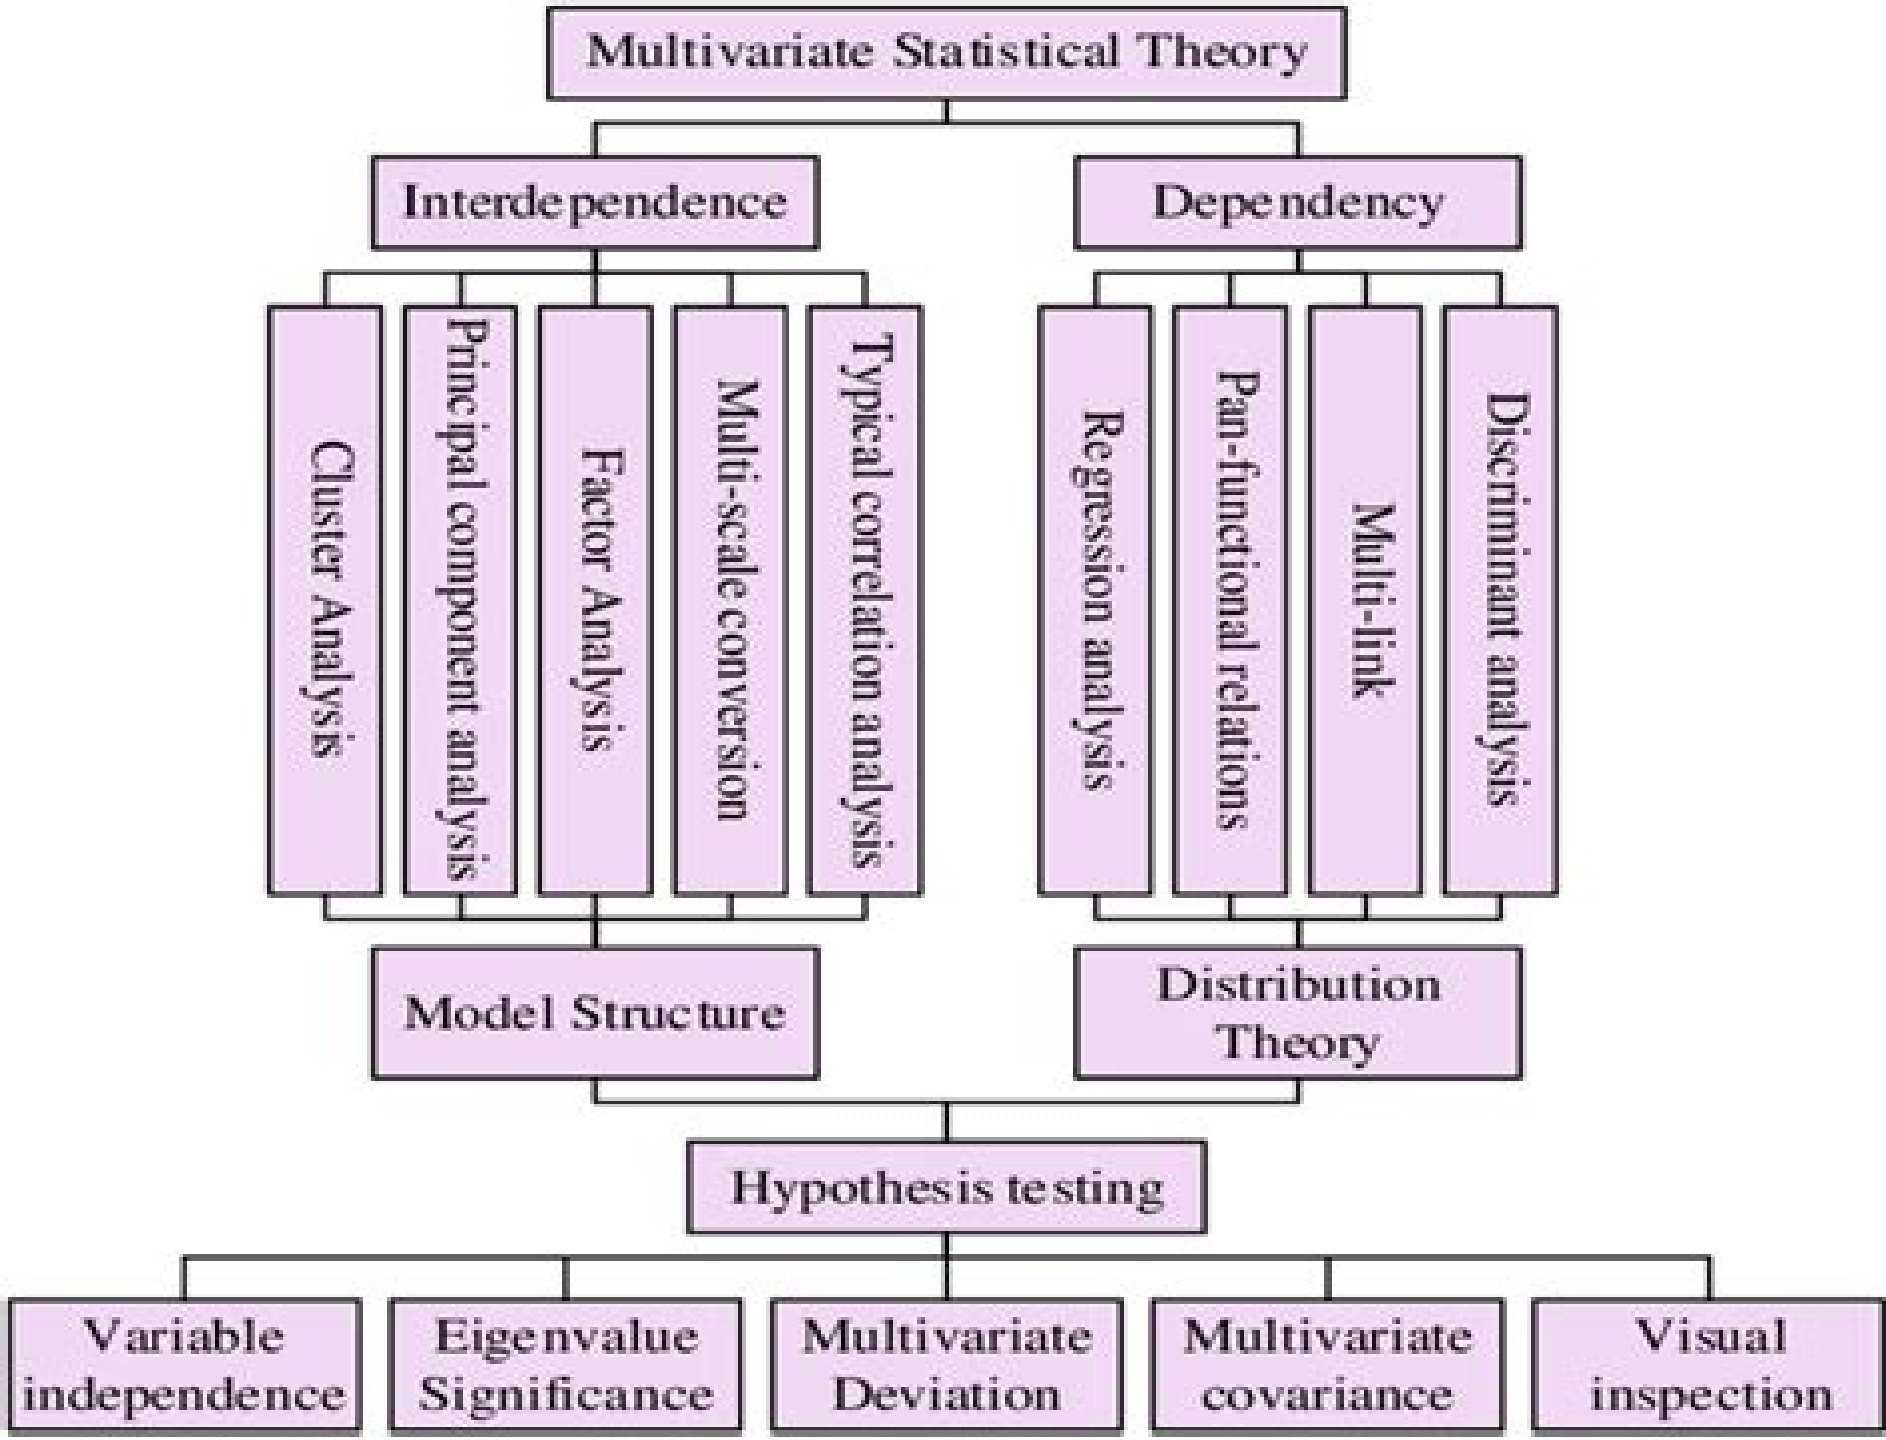 Multivariate Statistical Theory
Interdependence
Dependency
Cluster Analysis
Principal component analysis
Factor Analysis
Multi-scale conversion
Typical correlation analysis
Regression analysis
Pan-functional relations
Multi-link
Discriminant analysis
Model Structure
Distribution
Theory
Hypothesis testing
Variable
independence
Eigenvalue
Significance
Multivariate
Deviation
Multivariate
covariance
Visual
inspection